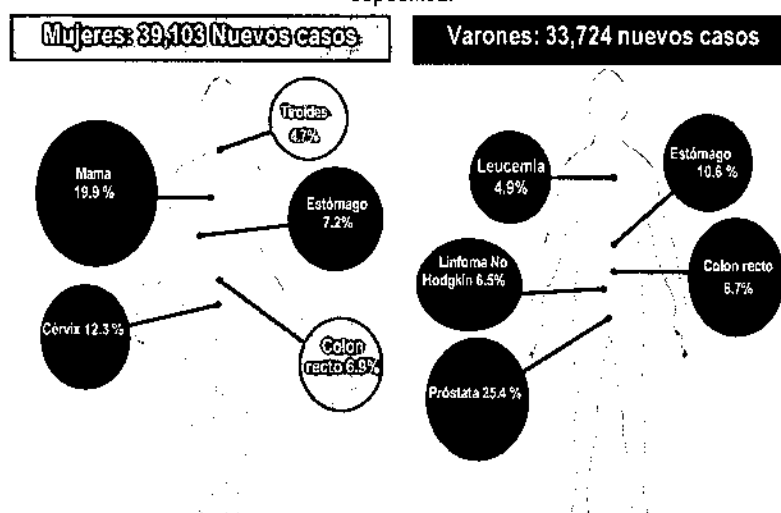 específica.
Mujeres: 39,103 Nuevos casos
Tiroides
4.7%
Mama
19.9 %
Estómago
7.2%
Cérvix 12.3 %
Colon
recto 6.9%
Varones: 33,724 nuevos casos
Leucemia
4.9%
Estómago
10.6 %
Linfoma No
Hodgkin 6.5%
Colon recto
8.7%
Próstata 25.4 %